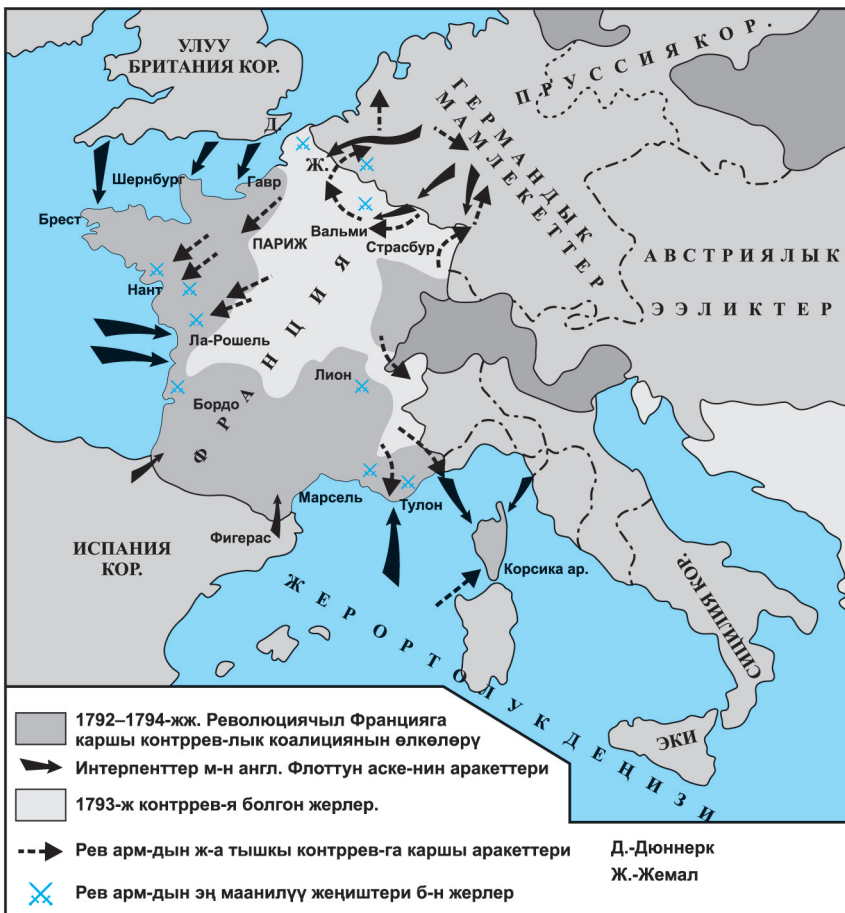 УЛУУ
БРИТАНИЯ КОР.
ПРУССИЯ КОР.
ГЕРМАНДЫК
МАМЛЕКЕТТЕР
Д.
Шернбург
Гавр
Ж.
Брест
ПАРИЖ
Вальми
Страсбур
АВСТРИЯЛЫК
ЭЭЛИКТЕР
Нант
Ла-Рошель
ФРАНЦИЯ
Лион
Бордо
Марсель
Тулон
Фигерас
ИСПАНИЯ
КОР.
Корсика ар.
ЖЕР ОРТОЛУК ДЕҢИЗИ
СИЦИЛИЯ КОР.
ЭКИ
1792–1794-жж. Революциячыл Францияга
каршы контррев-лык коалициянын өлкөлөрү
Интерпенттер м-н англ. Флоттун аске-нин аракеттери
1793-ж контррев-я болгон жерлер.
Рев арм-дын ж-а тышкы контррев-га каршы аракеттери
Д.-Дюннерк
Ж.-Жемал
Рев арм-дын эң маанилүү жеңиштери б-н жерлер